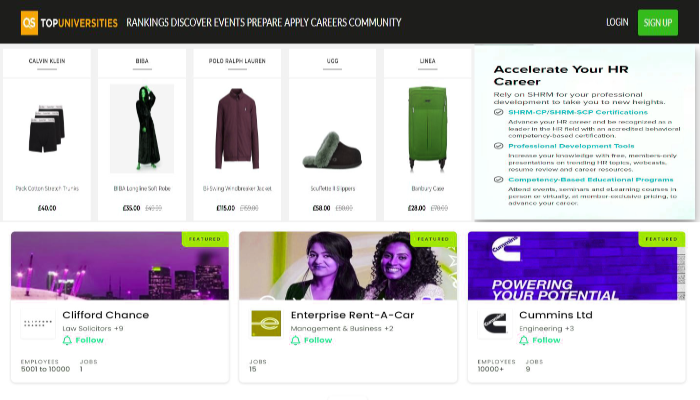 QS TOPUNIVERSITIES RANKINGS DISCOVER EVENTS PREPARE APPLY CAREERS COMMUNITY LOGIN SIGN UP
CALVIN KLEIN
Pack Cotton Stretch Trunks
£40.00
BIBA
BIBA Longline Soft Robe
£35.00
POLO RALPH LAUREN
Bi-Swing Windbreaker Jacket
£115.00
UGG
Scuffette II Slippers
£58.00
LINEA
Banbury Case
£28.00 £70.00
Accelerate Your HR
Career
Rely on SHRM for your professional
development to take you to new heights.
SHRM-CP/SHRM-SCP Certifications
Advance your HR career and be recognized as a
leader in the HR field with an accredited behavioral
competency-based certification.
Professional Development Tools
Increase your knowledge with free, members-only
presentations on trending HR topics, webcasts,
resume review and career resources.
Competency-Based Educational Programs
Attend events, seminars and eLearning courses in
person or virtually, at member-exclusive pricing, to
advance your career.
FEATURED
Clifford Chance
Law Solicitors +9
Follow
EMPLOYEES JOBS
5001 to 10000 1
FEATURED
Enterprise Rent-A-Car
Management & Business +2
Follow
JOBS
15
FEATURED
Cummins
POWERING
YOUR POTENTIAL
Cummins Ltd
Engineering +3
Follow
EMPLOYEES JOBS
10000+ 9